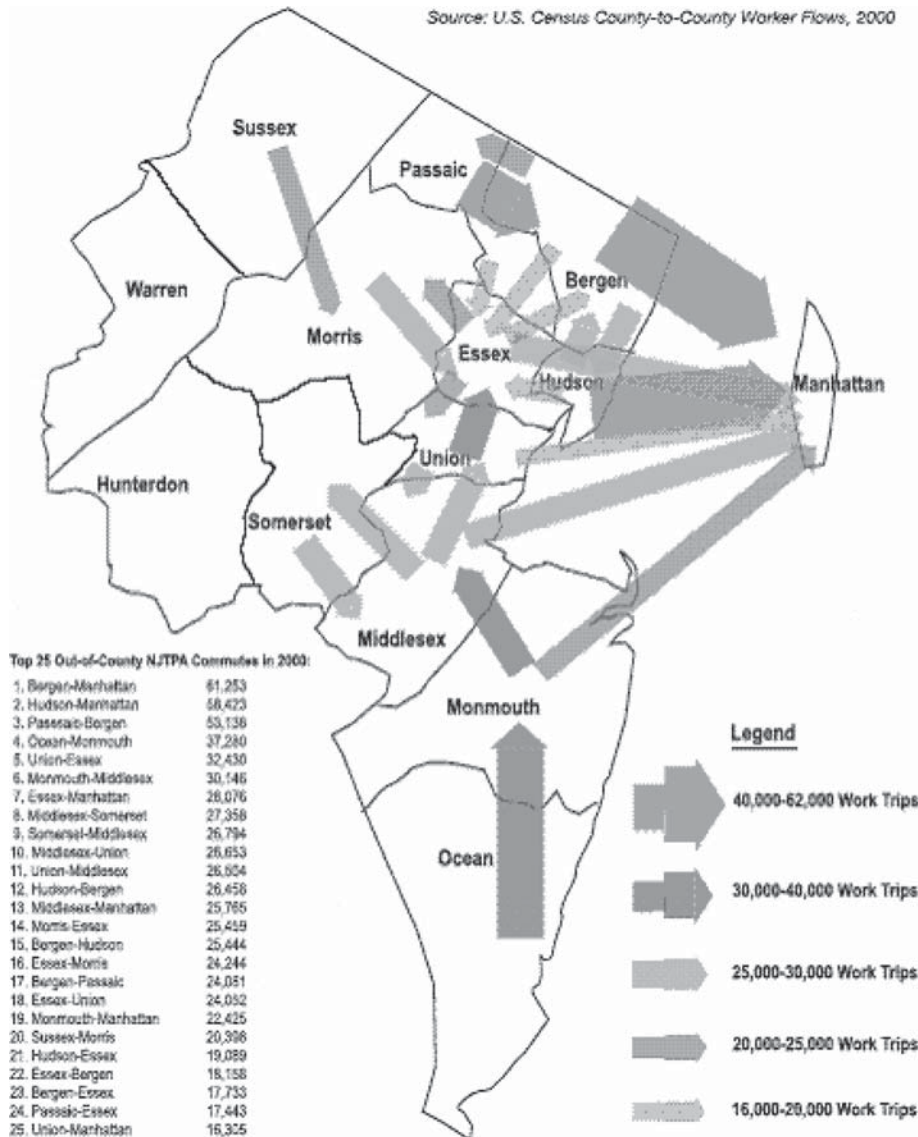 Source: U.S. Census County-to-County Worker Flows, 2000
Sussex
Passaic
Warren
Bergen
Morris
Essex
Hudson
Manhattan
Union
Hunterdon
Somerset
Middlesex
Monmouth
Ocean
Top 25 Out-of-County NJTPA Commutes in 2000:
1. Bergen-Manhattan 61,253
2. Hudson-Manhattan 58,423
3. Passsaic-Bergen 53,138
4. Ocean-Monmouth 37,280
5. Union-Essex 32,430
6. Monmouth-Middlesex 30,146
7. Essex-Manhattan 28,076
8. Middlesex-Somerset 27,358
9. Somerset-Middlesex 26,794
10. Middlesex-Union 26,653
11. Union-Middlesex
12. Hudson-Bergen 26,458
13. Middlesex-Manhattan 25,765
14. Morris-Essex 25,459
15. Bergen-Hudson 25,444
16. Essex-Morris 24,244
17. Bergen-Passaic
18. Essex-Union
19. Monmouth-Manhattan 22,425
20. Sussex-Morris 20,398
21. Hudson-Essex 19,089
22. Essex-Bergen 18,158
23. Bergen-Essex 17,733
24. Passaic-Essex 17,443
25. Union-Manhattan 16,305
Legend
40,000-62,000 Work Trips
30,000-40,000 Work Trips
25,000-30,000 Work Trips
20,000-25,000 Work Trips
16,000-20,000 Work Trips